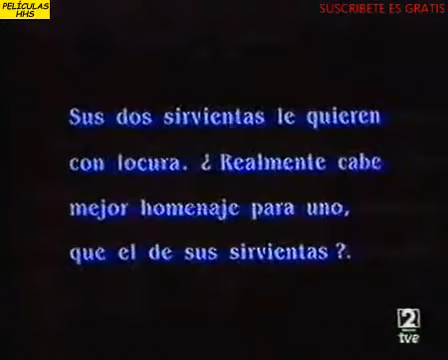 PELÍCULAS
HHS
SUSCRIBETE ES GRATIS
Sus dos sirvientas le quieren
con locura. ¿ Realmente cabe
mejor homenaje para uno,
que el de sus sirvientas ?.
2
tve